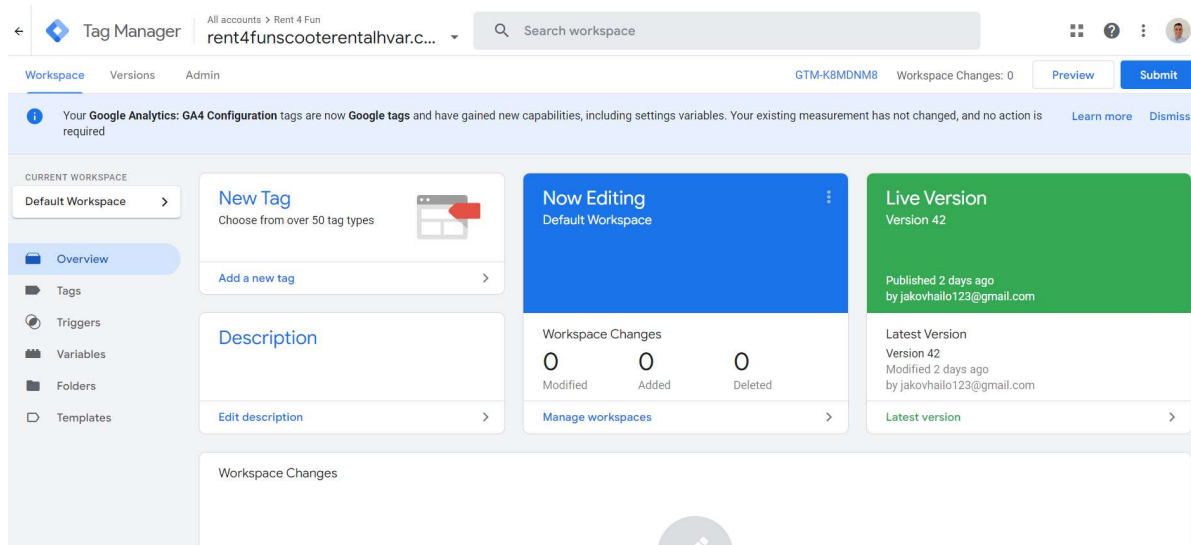 Tag Manager
All accounts > Rent 4 Fun
rent4funscooterentalhvar.c...
Search workspace
Workspace Versions Admin
GTM-K8MDNM8 Workspace Changes: 0 Preview Submit
Your Google Analytics: GA4 Configuration tags are now Google tags and have gained new capabilities, including settings variables. Your existing measurement has not changed, and no action is
required
Learn more Dismiss
CURRENT WORKSPACE
Default Workspace
Overview
Tags
Triggers
Variables
Folders
Templates
New Tag
Choose from over 50 tag types
Add a new tag
Description
Edit description
Now Editing
Default Workspace
Workspace Changes
0 0 0
Modified Added Deleted
Manage workspaces
Live Version
Version 42
Published 2 days ago
by jakovhailo123@gmail.com
Latest Version
Version 42
Modified 2 days ago
by jakovhailo123@gmail.com
Latest version
Workspace Changes